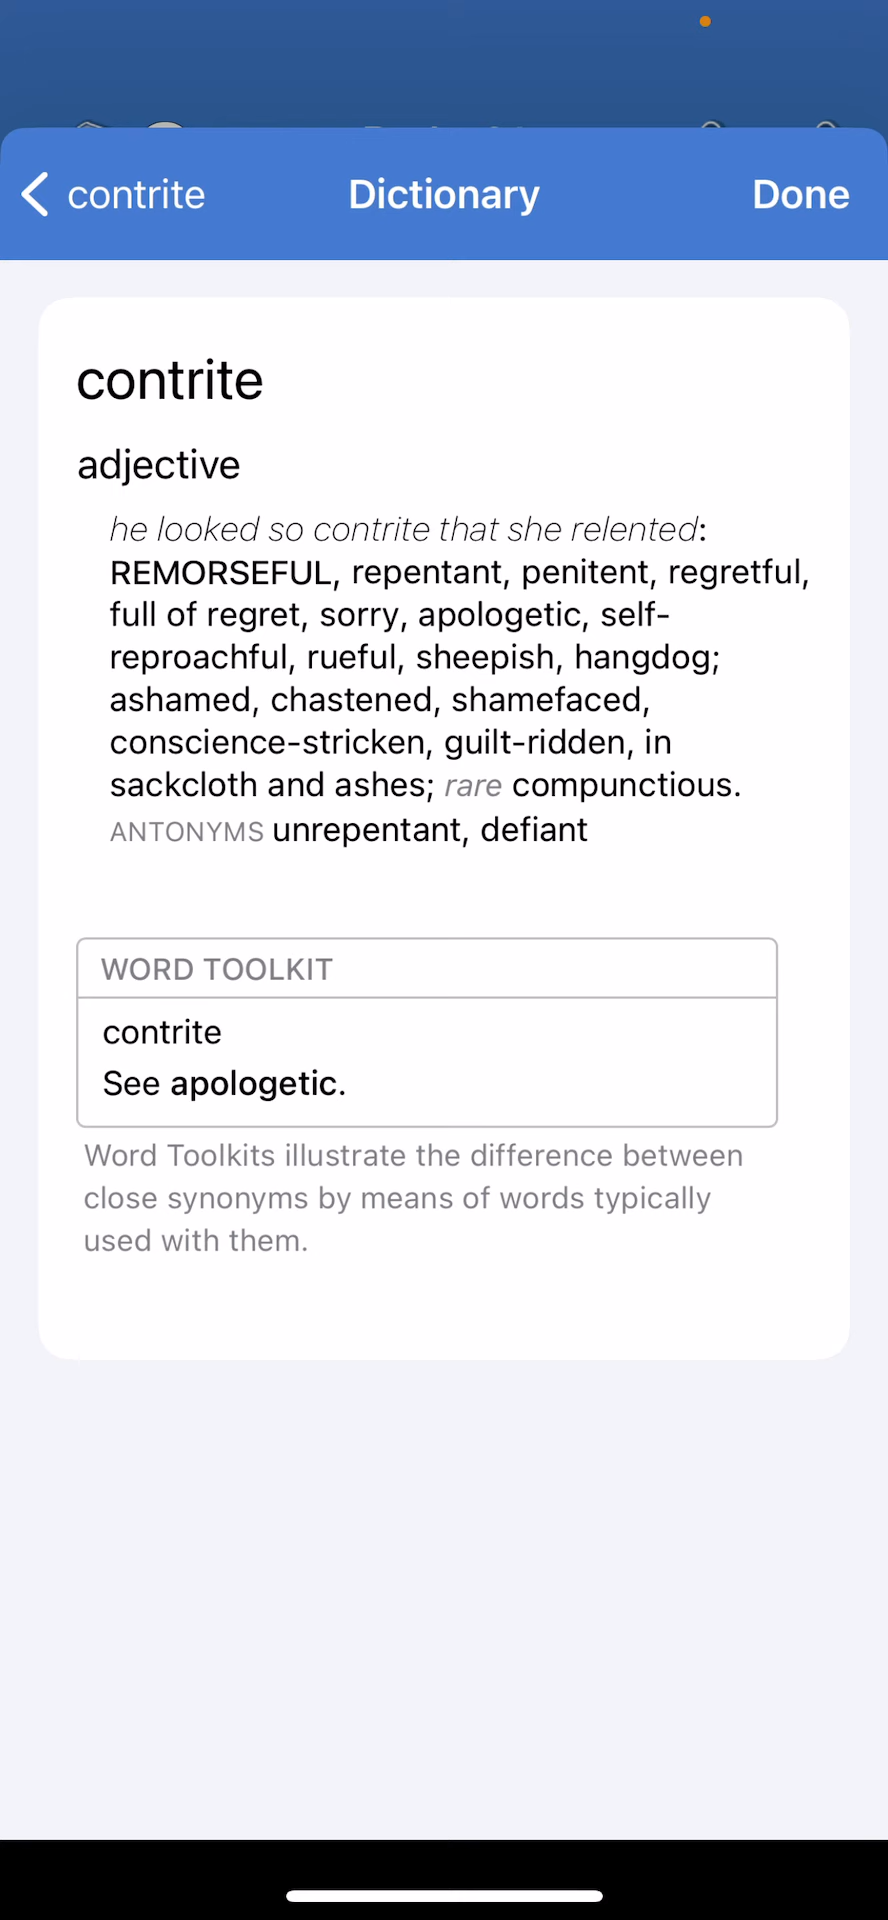 contrite Dictionary Done
contrite
adjective
he looked so contrite that she relented:
REMORSEFUL, repentant, penitent, regretful,
full of regret, sorry, apologetic, self-
reproachful, rueful, sheepish, hangdog;
ashamed, chastened, shamefaced,
conscience-stricken, guilt-ridden, in
sackcloth and ashes; rare compunctious.
ANTONYMS unrepentant, defiant
WORD TOOLKIT
contrite
See apologetic.
Word Toolkits illustrate the difference between
close synonyms by means of words typically
used with them.